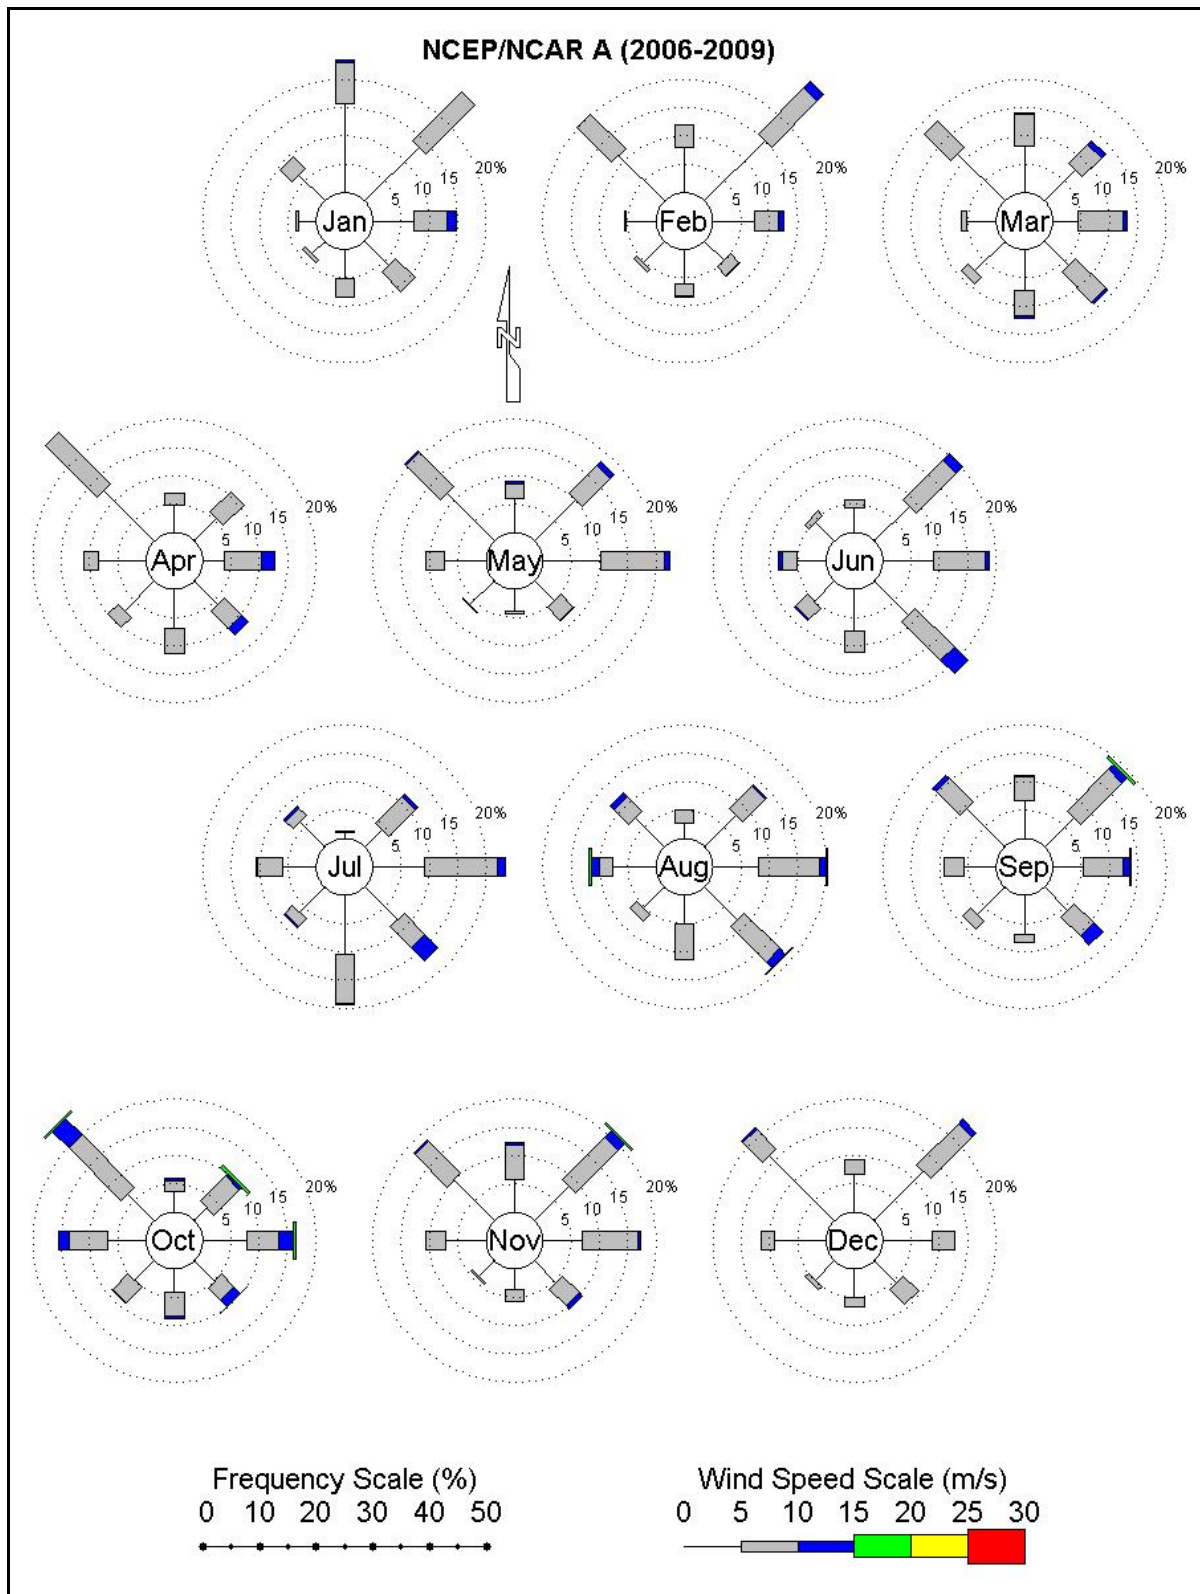 NCEP/NCAR A (2006-2009)
Jan 5 10 15 20%
Feb 5 10 15 20%
Mar 5 10 15 20%
N
Apr 5 10 15 20%
May 5 10 15 20%
Jun 5 10 15 20%
Jul 5 10 15 20%
Aug 5 10 15 20%
Sep 5 10 15 20%
Oct 5 10 15 20%
Nov 5 10 15 20%
Dec 5 10 15 20%
Frequency Scale (%)
0 10 20 30 40 50
Wind Speed Scale (m/s)
0 5 10 15 20 25 30